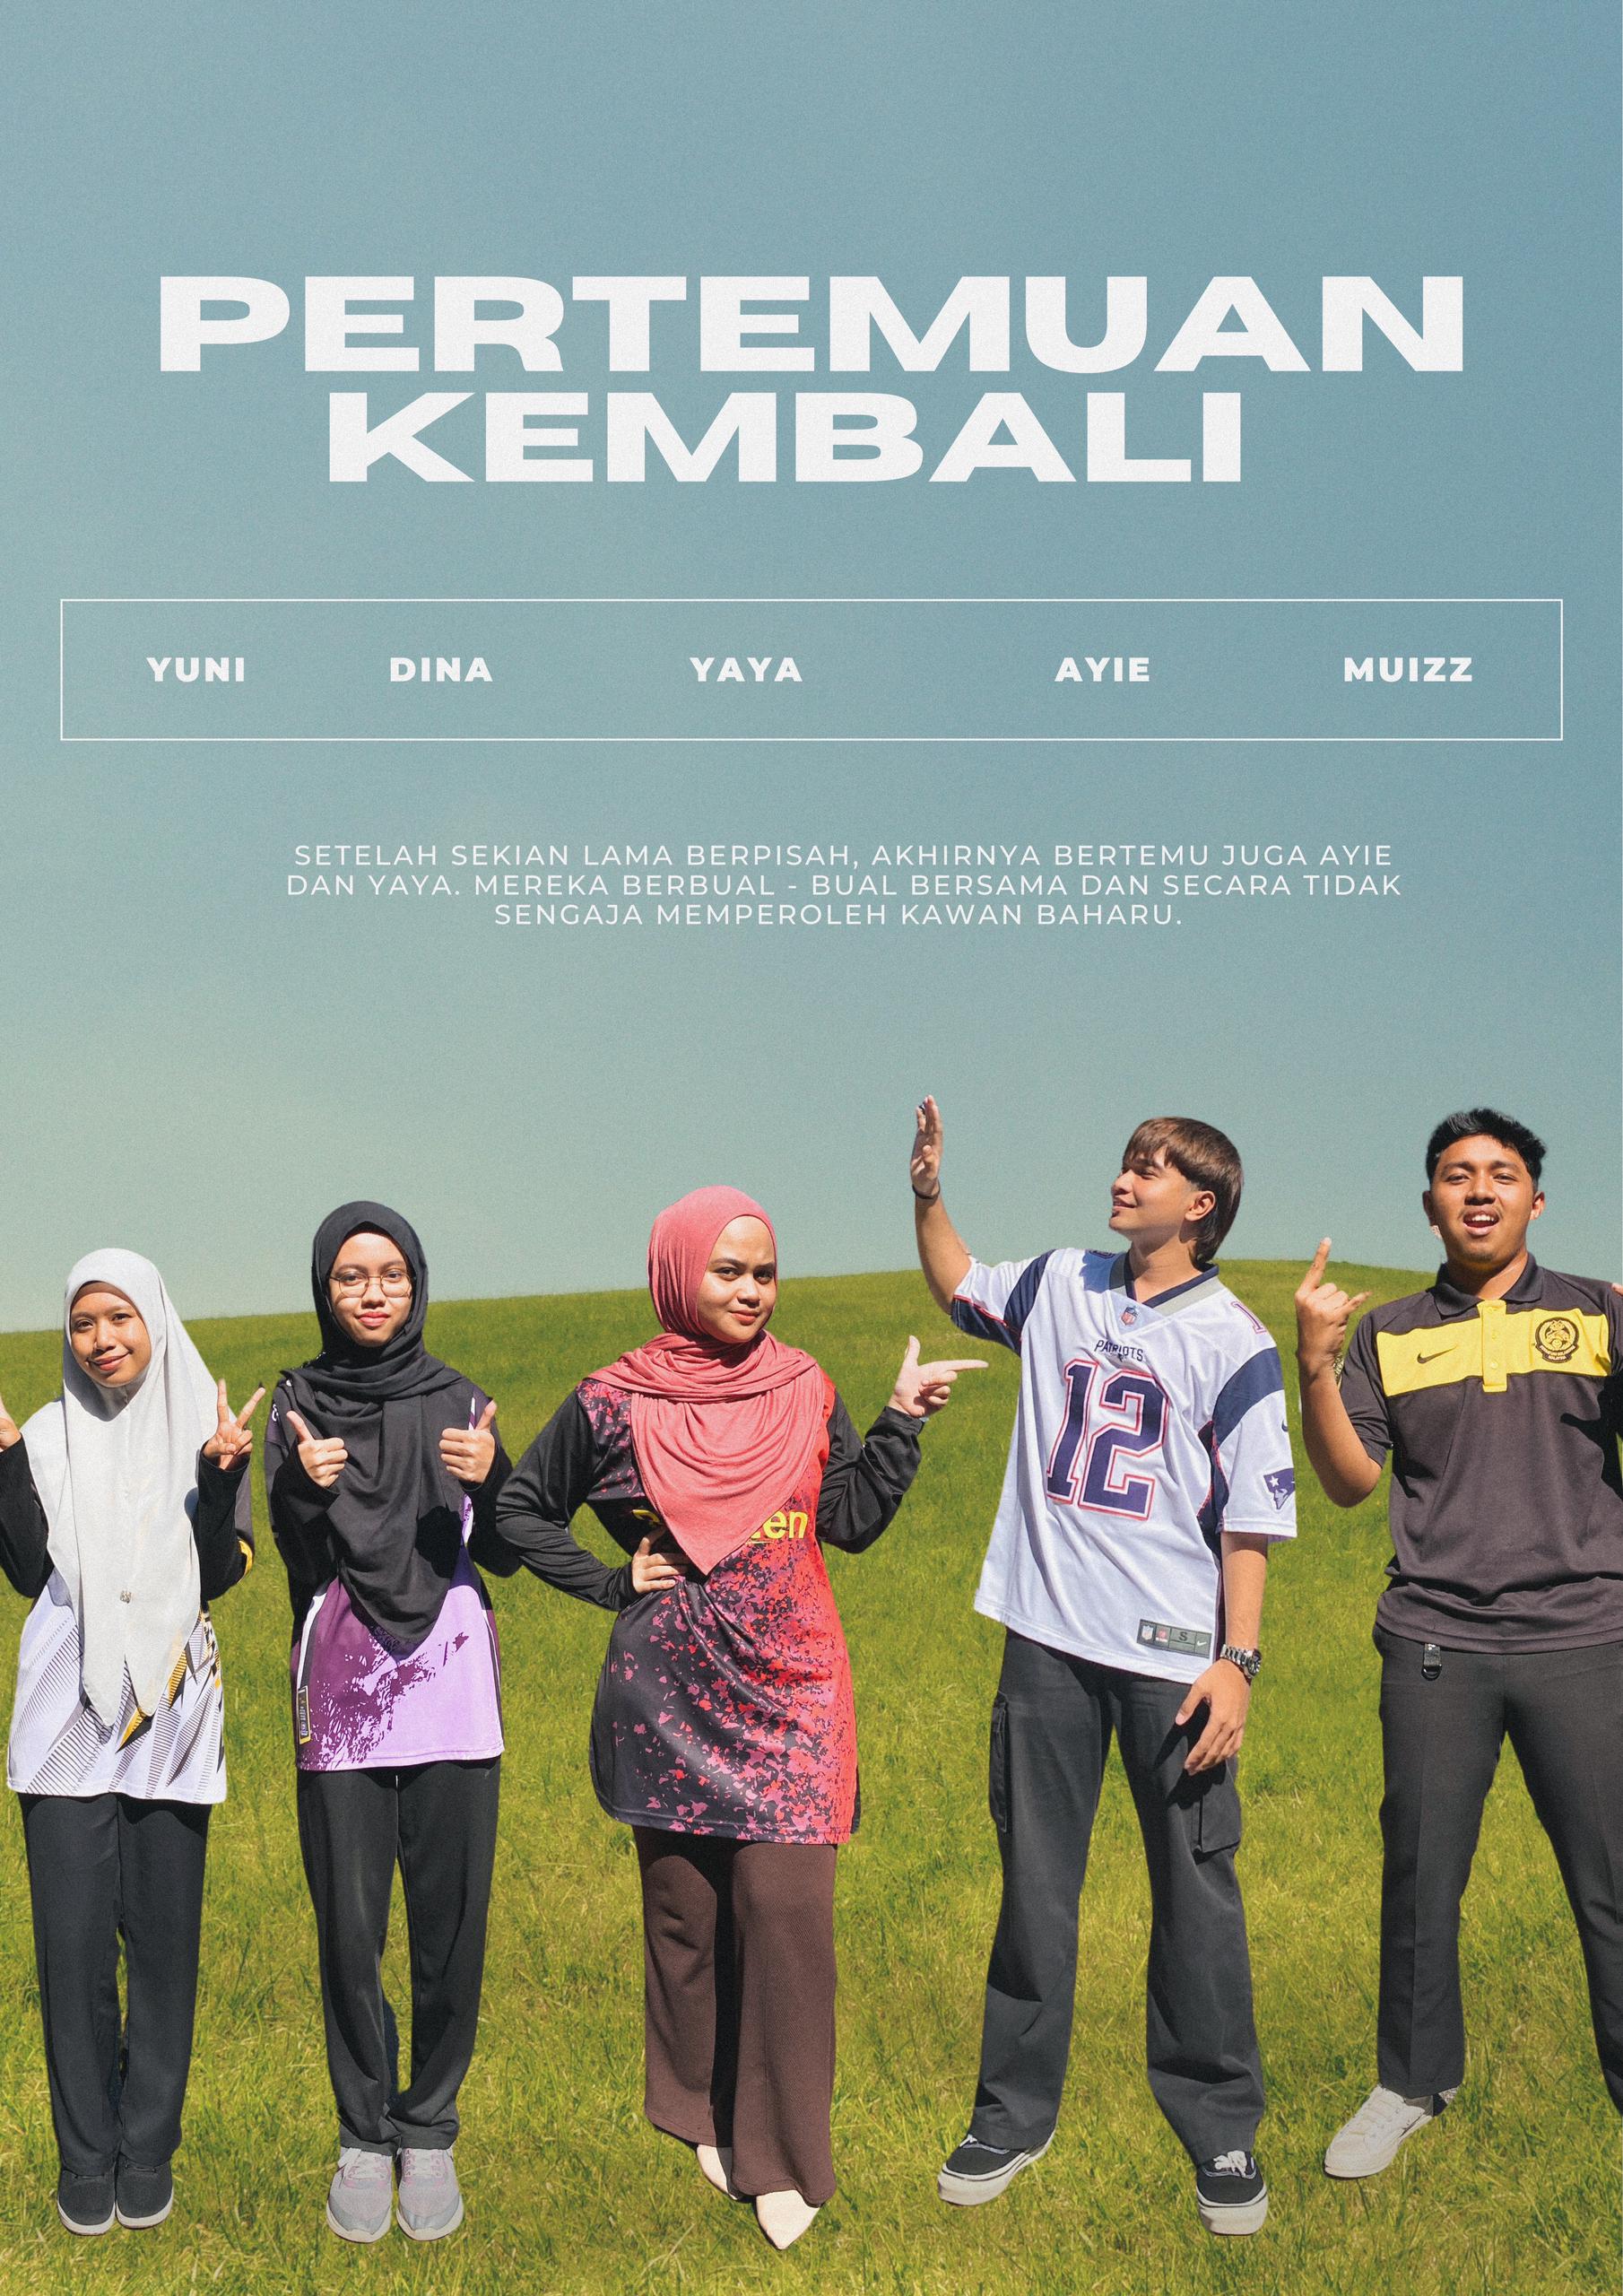 PERTEMUAN
KEMBALI
YUNI DINA YAYA AYIE MUIZZ
SETELAH SEKIAN LAMA BERPISAH, AKHIRNYA BERTEMU JUGA AYIE
DAN YAYA. MEREKA BERBUAL - BUAL BERSAMA DAN SECARA TIDAK
SENGAJA MEMPEROLEH KAWAN BAHARU.
PATRIOTS
12
S